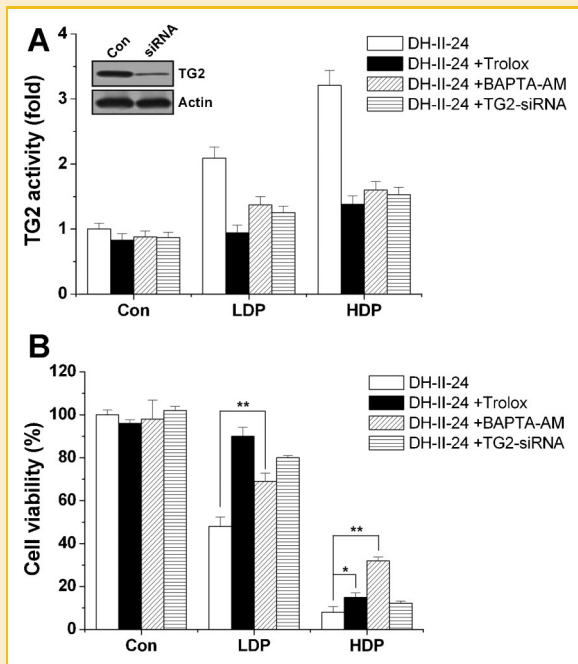 A
Con siRNA
TG2
Actin
DH-II-24
DH-II-24 +Trolox
DH-II-24 +BAPTA-AM
DH-II-24 +TG2-siRNA
TG2 activity (fold)
4
3
2
1
0
Con LDP HDP
B
DH-II-24
DH-II-24 +Trolox
DH-II-24 +BAPTA-AM
DH-II-24 +TG2-siRNA
Cell viability (%)
120
100
80
60
40
20
0
**
**
*
Con LDP HDP